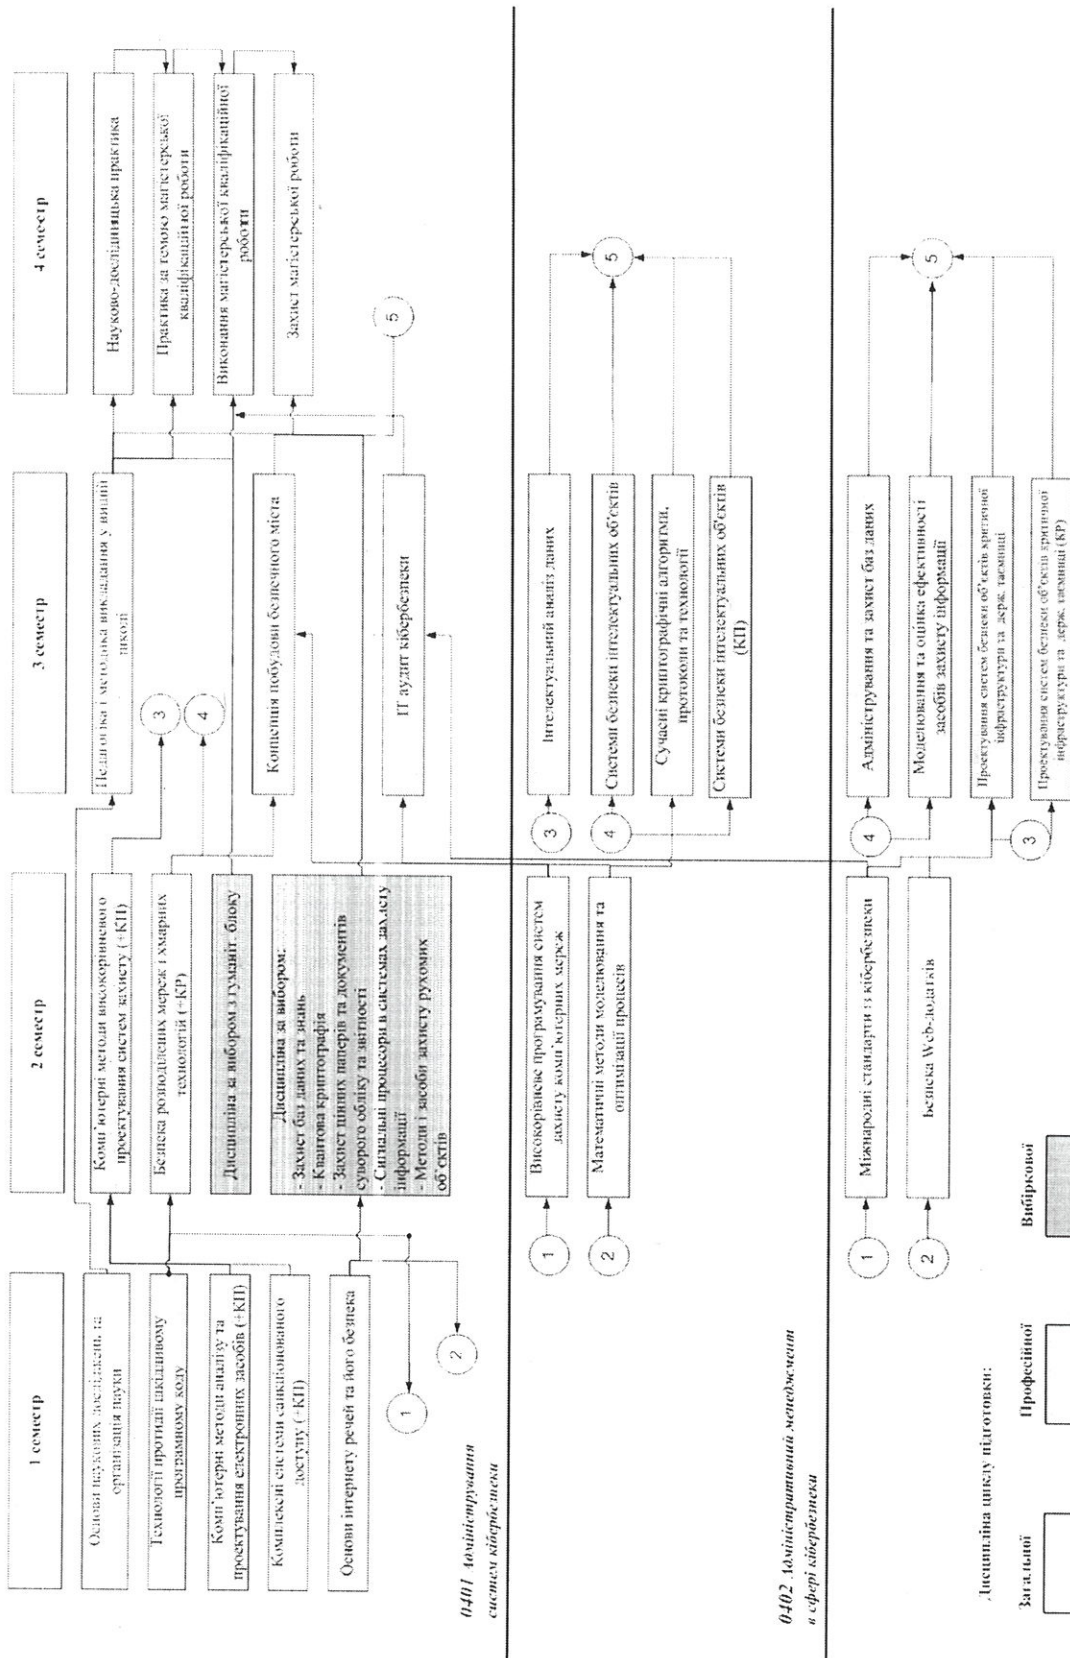 1 семестр
2 семестр
3 семестр
4 семестр
Основи наукових досліджень та
організація науки
Технології протидії шкідливому
програмному коду
Комп'ютерні методи аналізу та
проектування електронних засобів (+КП)
Комплексні системи санкціонованого
доступу (+КП)
Основи інтернету речей та його безпека
1
2
Комп'ютерні методи високорівневого
проектування систем захисту (+КП)
Безпека розподілених мереж і хмарних
технологій (+КР)
Дисципліна за вибором з гуманіт. блоку
Дисципліна за вибором:
- Захист баз даних та знань
- Квантова криптографія
- Захист цінних паперів та документів
суворого обліку та звітності
- Сигнальні процесори в системах захисту
інформації
- Методи і засоби захисту рухомих
об'єктів
Педагогіка і методика викладання у вищій
школі
3
4
Концепція побудови безпечного міста
ІТ аудит кібербезпеки
Науково-дослідницька практика
Практика за темою магістерської
кваліфікаційної роботи
Виконання магістерської кваліфікаційної
роботи
Захист магістерської роботи
5
0401 Адміністрування
систем кібербезпеки
1
Високорівневе програмування систем
захисту комп'ютерних мереж
2
Математичні методи моделювання та
оптимізації процесів
3
Інтелектуальний аналіз даних
4
Системи безпеки інтелектуальних об'єктів
Сучасні криптографічні алгоритми,
протоколи та технології
Системи безпеки інтелектуальних об'єктів
(КП)
5
0402 Адміністративний менеджмент
в сфері кібербезпеки
1
Міжнародні стандарти з кібербезпеки
2
Безпека Web-додатків
4
Адміністрування та захист баз даних
Моделювання та оцінка ефективності
засобів захисту інформації
Проектування систем безпеки об'єктів критичної
інфраструктури та держ. таємниці
3
Проектування систем безпеки об'єктів критичної
інфраструктури та держ. таємниці (КР)
5
Дисципліна циклу підготовки:
Загальної
Професійної
Вибіркової